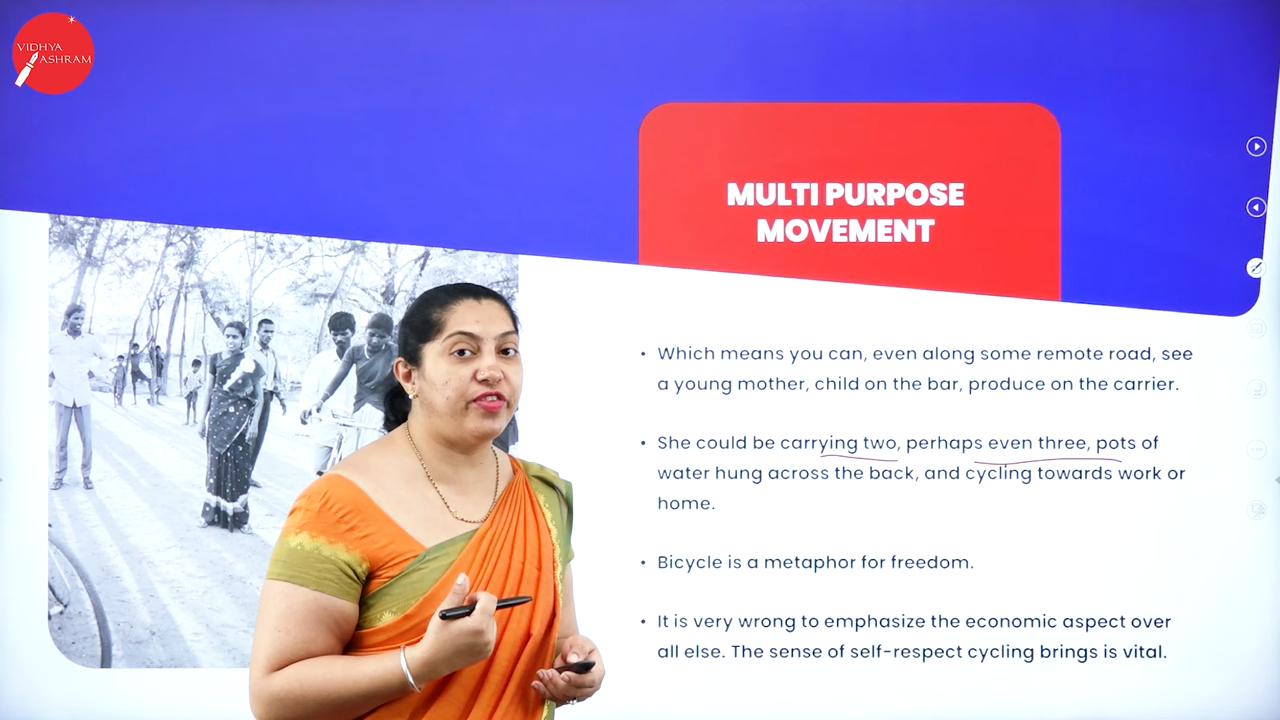 VIDHYA
ASHRAM
MULTI PURPOSE
MOVEMENT
• Which means you can, even along some remote road, see
a young mother, child on the bar, produce on the carrier.
• She could be carrying two, perhaps even three, pots of
water hung across the back, and cycling towards work or
home.
• Bicycle is a metaphor for freedom.
• It is very wrong to emphasize the economic aspect over
all else. The sense of self-respect cycling brings is vital.